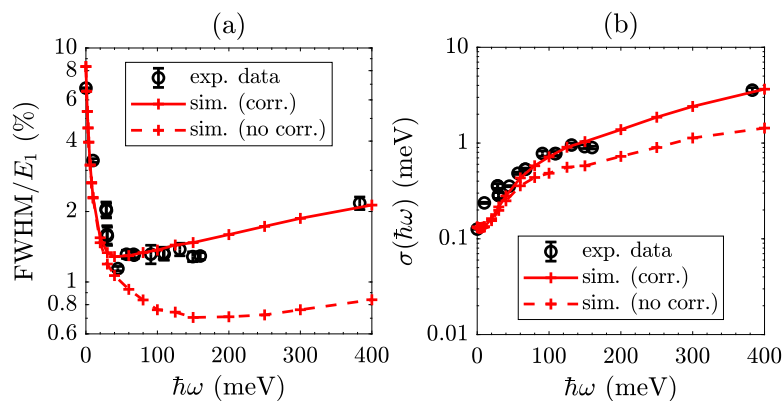 (a)
10
6
4
2
1
0.8
0.6
FWHM/E₁ (%)
exp. data
sim. (corr.)
sim. (no corr.)
0 100 200 300 400
ħω (meV)
(b)
10
1
0.1
0.01
σ(ħω) (meV)
exp. data
sim. (corr.)
sim. (no corr.)
0 100 200 300 400
ħω (meV)